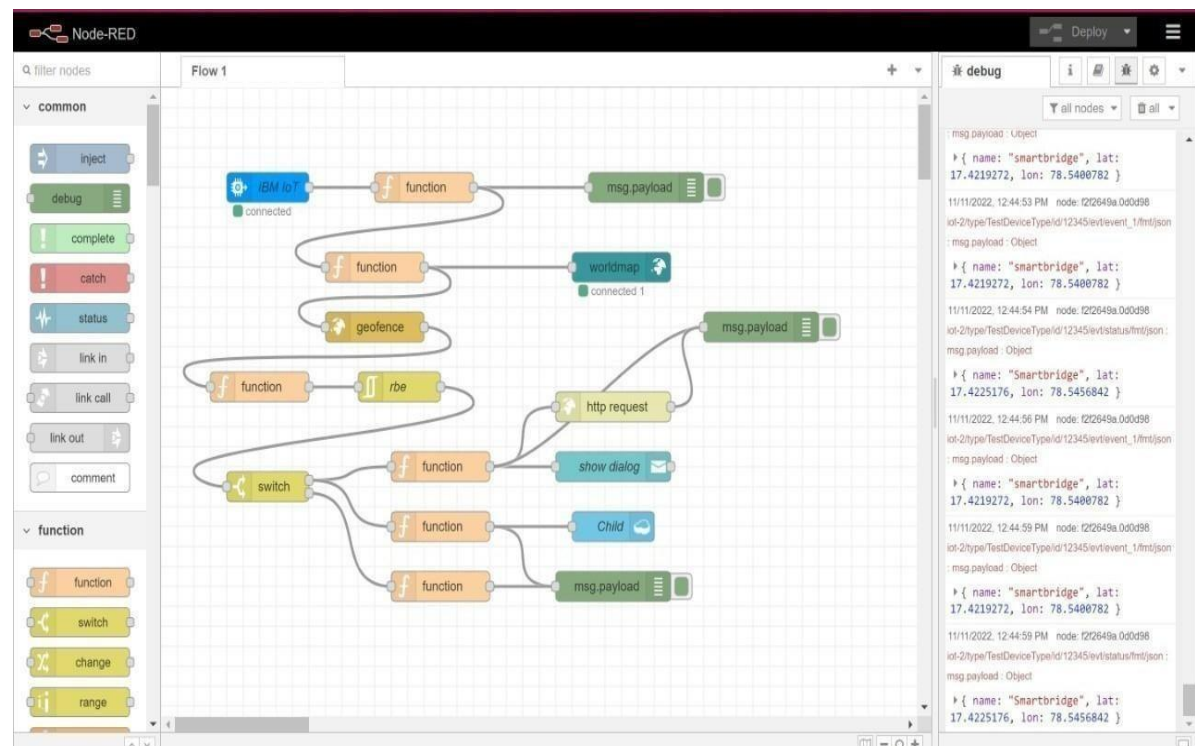 Node-RED
Deploy
filter nodes
Flow 1
debug
i
common
all nodes
all
inject
debug
complete
catch
status
link in
link call
link out
comment
function
function
switch
change
range
IBM IoT
connected
function
msg.payload
function
worldmap
connected 1
geofence
msg.payload
function
rbe
http request
function
show dialog
switch
function
Child
function
msg.payload
: msg.payload : Object
{ name: "smartbridge", lat:
17.4219272, lon: 78.5400782 }
11/11/2022, 12:44:53 PM node: f2f2649a.0d0d98
iot-2/type/TestDeviceType/id/12345/evt/event_1/fmt/json
: msg.payload : Object
{ name: "smartbridge", lat:
17.4219272, lon: 78.5400782 }
11/11/2022, 12:44:54 PM node: f2f2649a.0d0d98
iot-2/type/TestDeviceType/id/12345/evt/status/fmt/json :
msg.payload : Object
{ name: "Smartbridge", lat:
17.4225176, lon: 78.5456842 }
11/11/2022, 12:44:56 PM node: f2f2649a.0d0d98
iot-2/type/TestDeviceType/id/12345/evt/event_1/fmt/json
: msg.payload : Object
{ name: "smartbridge", lat:
17.4219272, lon: 78.5400782 }
11/11/2022, 12:44:59 PM node: f2f2649a.0d0d98
iot-2/type/TestDeviceType/id/12345/evt/event_1/fmt/json
: msg.payload : Object
{ name: "smartbridge", lat:
17.4219272, lon: 78.5400782 }
11/11/2022, 12:44:59 PM node: f2f2649a.0d0d98
iot-2/type/TestDeviceType/id/12345/evt/status/fmt/json :
msg.payload : Object
{ name: "Smartbridge", lat:
17.4225176, lon: 78.5456842 }